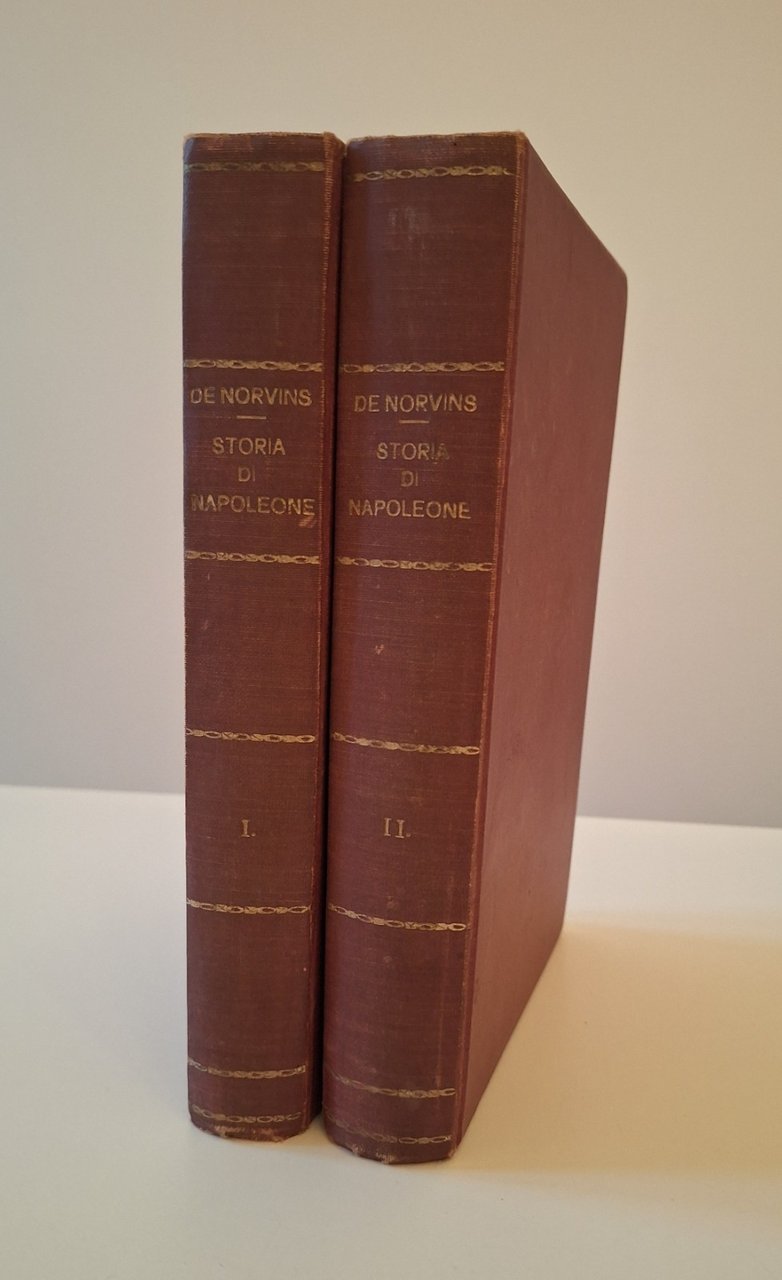 DE NORVINS
STORIA
DI
NAPOLEONE
I.
DE NORVINS
STORIA
DI
NAPOLEONE
II.